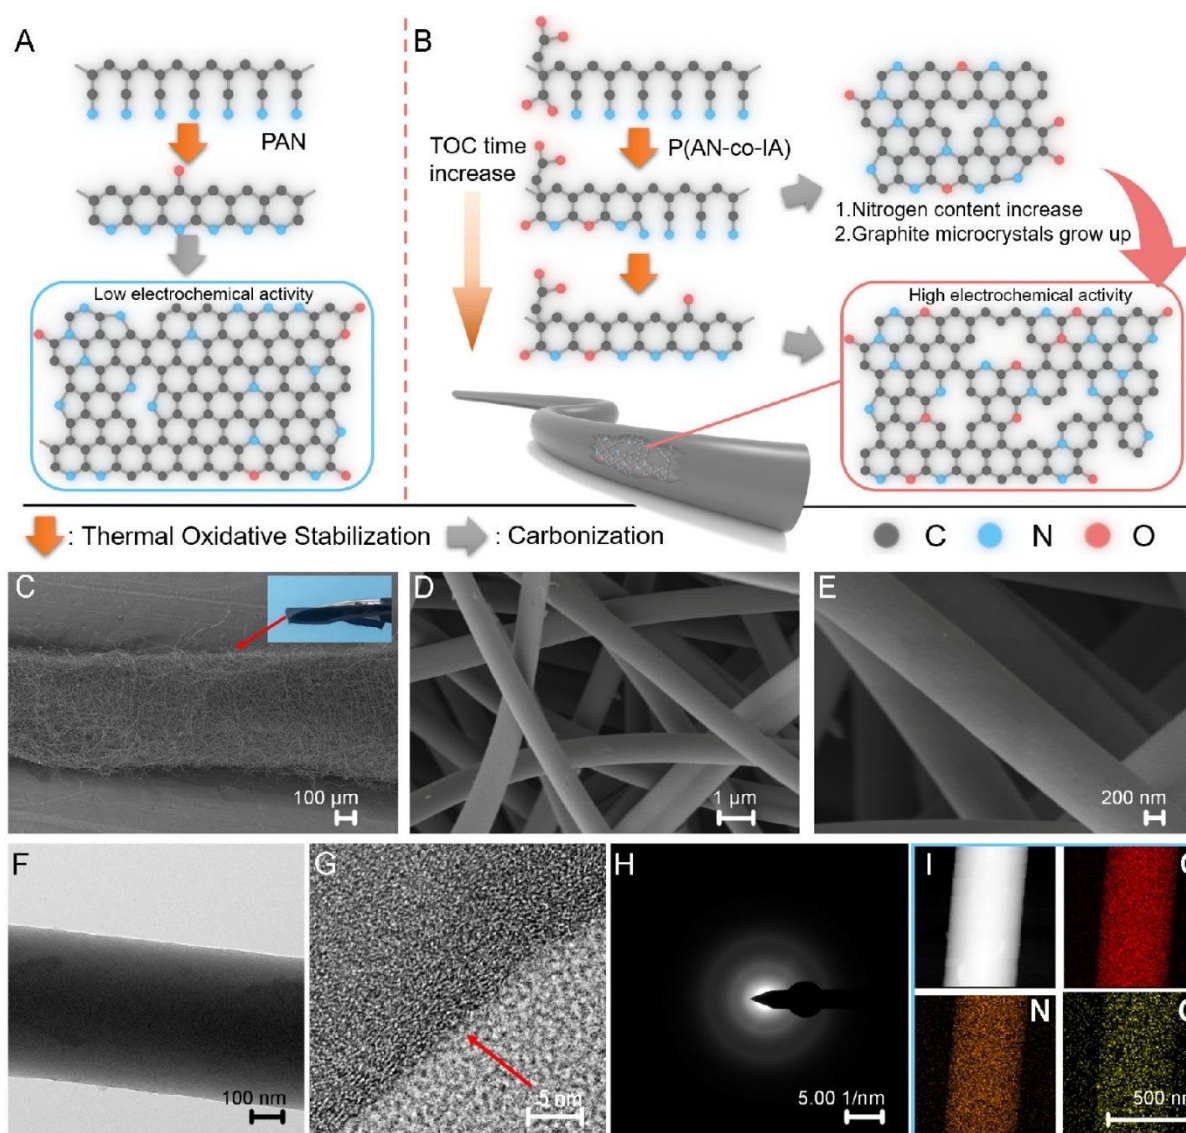 A
PAN
Low electrochemical activity
B
TOC time
increase
P(AN-co-IA)
1.Nitrogen content increase
2.Graphite microcrystals grow up
High electrochemical activity
: Thermal Oxidative Stabilization
: Carbonization
C
N
O
C
100 μm
D
1 μm
E
200 nm
F
100 nm
G
5 nm
H
5.00 1/nm
I
N
500 nm